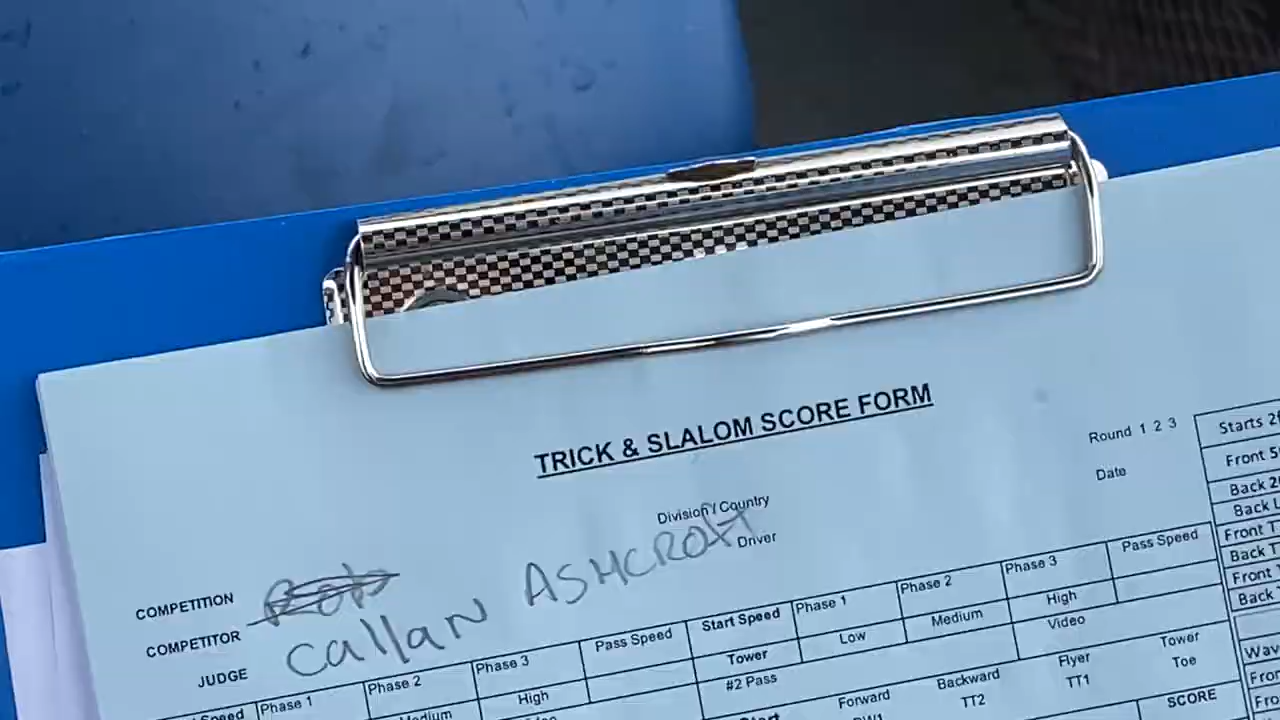 TRICK & SLALOM SCORE FORM
Round 1 2 3
Date
Division / Country
Driver
COMPETITION
COMPETITOR Callan ASHCROFT
JUDGE
Phase 1 Phase 2 Phase 3 Pass Speed Start Speed Phase 1 Phase 2 Phase 3 Pass Speed
Speed Medium High Tower Low Medium High
#2 Pass Video
Start Forward Backward Flyer Tower
TT2 TT1 Toe
SCORE
Starts
Front
Back
Back
Front
Back
Front
Back
Fron